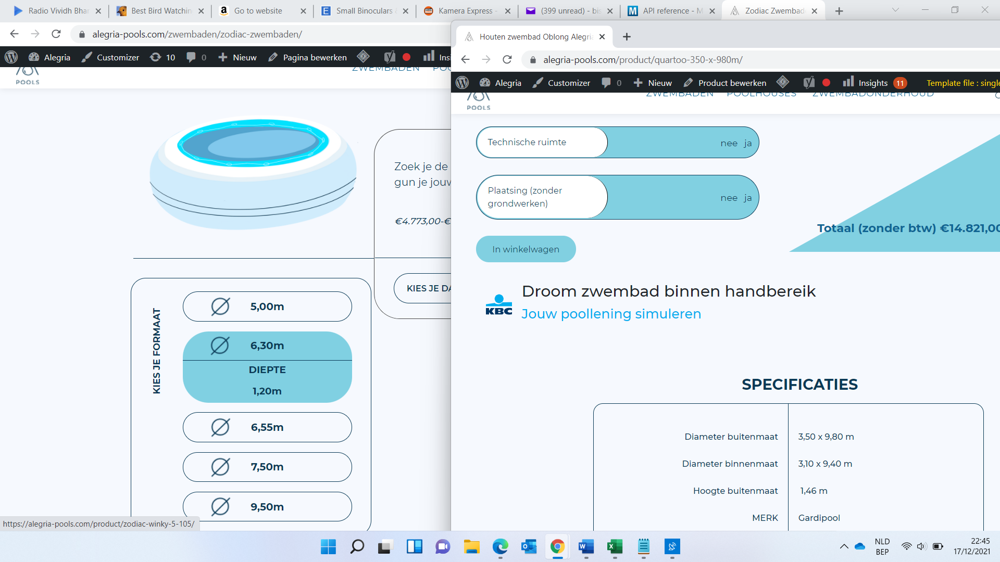 Radio Vividh Bhar
Best Bird Watchin
Go to website
Small Binoculars &
Kamera Express -
(399 unread) - bis
API reference - M
Zodiac Zwembade
alegria-pools.com/zwembaden/zodiac-zwembaden/
Alegria
Customizer
10
0
Nieuw
Pagina bewerken
Insi
POOLS
ZWEMBADEN
POO
Zoek je de
gun je jouw
€4.773,00-€
KIES JE DA
KIES JE FORMAAT
5,00m
6,30m
DIEPTE
1,20m
6,55m
7,50m
9,50m
https://alegria-pools.com/product/zodiac-winky-5-105/
Houten zwembad Oblong Alegria
alegria-pools.com/product/quartoo-350-x-980m/
Alegria
Customizer
0
Nieuw
Product bewerken
Insights
11
Template file : single
POOLS
ZWEMBADEN
POOLHOUSES
ZWEMBADONDERHOUD
Technische ruimte
nee ja
Plaatsing (zonder
grondwerken)
nee ja
Totaal (zonder btw) €14.821,00
In winkelwagen
KBC
Droom zwembad binnen handbereik
Jouw poollening simuleren
SPECIFICATIES
Diameter buitenmaat 3,50 x 9,80 m
Diameter binnenmaat 3,10 x 9,40 m
Hoogte buitenmaat 1,46 m
MERK Gardipool
NLD
BEP
22:45
17/12/2021